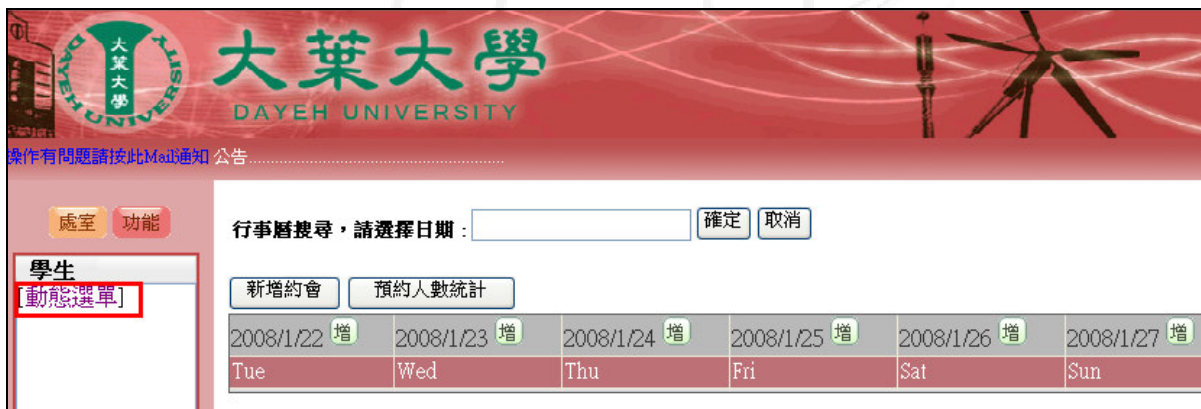 大葉大學
DAYEH UNIVERSITY
大葉大學
DAYEH UNIVERSITY
操作有問題請按此Mail通知 公告............................................................
處室 功能
行事曆搜尋，請選擇日期： 確定 取消
學生
[動態選單]
新增約會 預約人數統計
2008/1/22 增 2008/1/23 增 2008/1/24 增 2008/1/25 增 2008/1/26 增 2008/1/27 增
Tue Wed Thu Fri Sat Sun